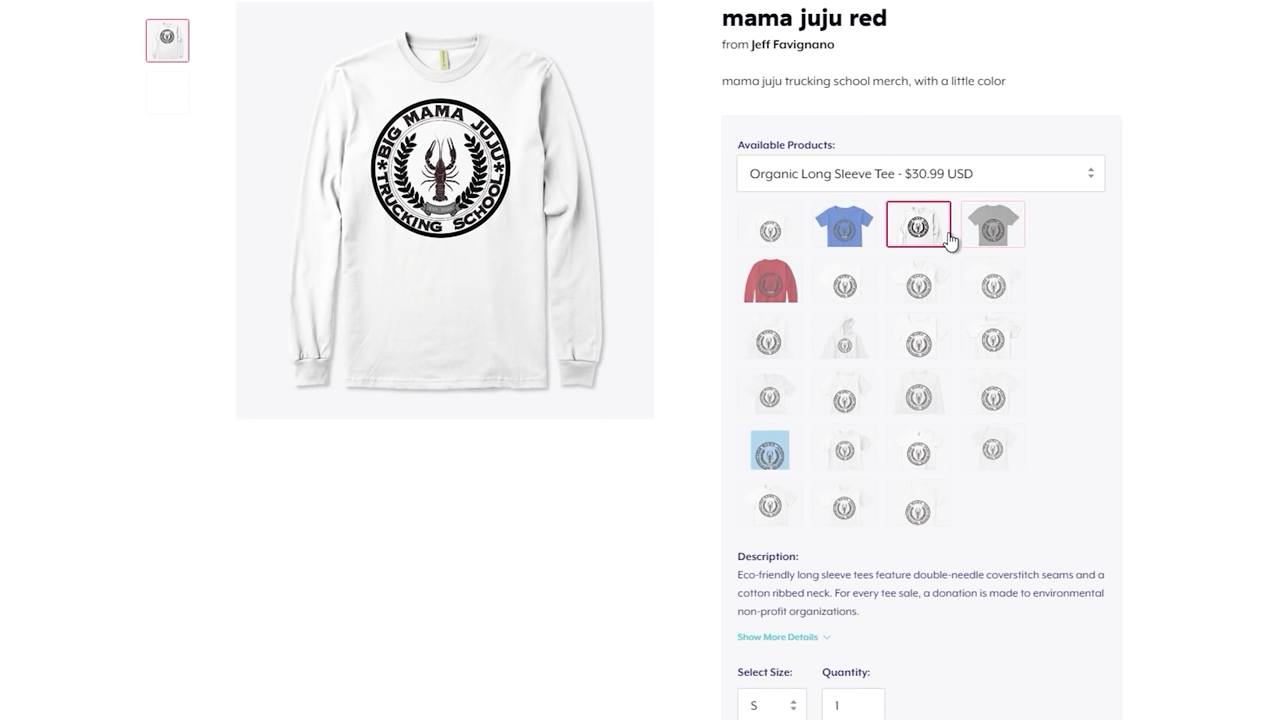 mama juju red
from Jeff Favignano
mama juju trucking school merch, with a little color
BIG MAMA JUJU
TRUCKING SCHOOL
Available Products:
Organic Long Sleeve Tee - $30.99 USD
Description:
Eco-friendly long sleeve tees feature double-needle coverstitch seams and a
cotton ribbed neck. For every tee sale, a donation is made to environmental
non-profit organizations.
Show More Details
Select Size:
Quantity:
S
1